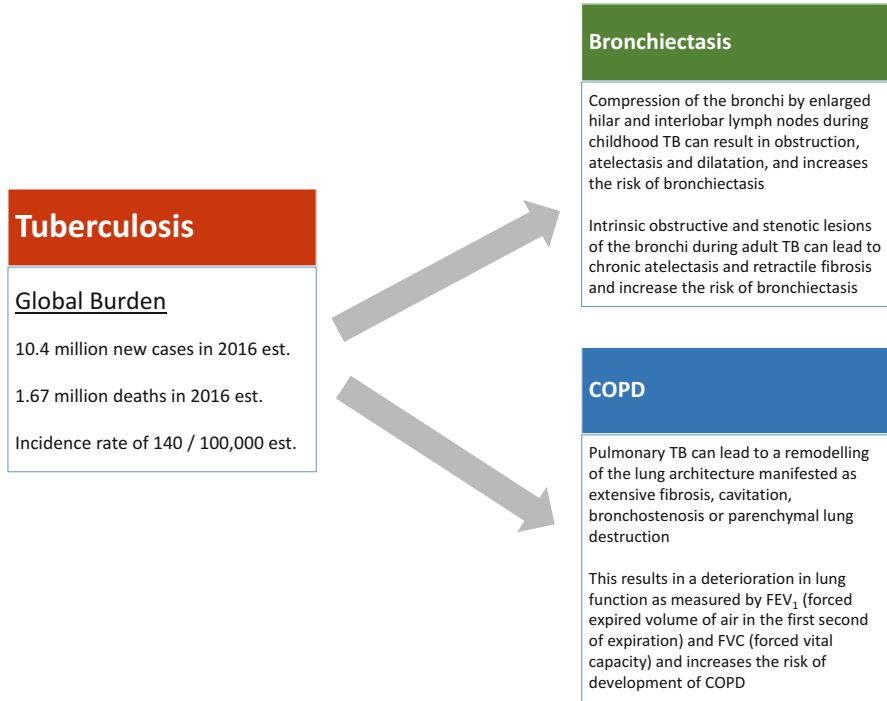 Tuberculosis
Global Burden
10.4 million new cases in 2016 est.
1.67 million deaths in 2016 est.
Incidence rate of 140 / 100,000 est.
Bronchiectasis
Compression of the bronchi by enlarged
hilar and interlobar lymph nodes during
childhood TB can result in obstruction,
atelectasis and dilatation, and increases
the risk of bronchiectasis
Intrinsic obstructive and stenotic lesions
of the bronchi during adult TB can lead to
chronic atelectasis and retractile fibrosis
and increase the risk of bronchiectasis
COPD
Pulmonary TB can lead to a remodelling
of the lung architecture manifested as
extensive fibrosis, cavitation,
bronchostenosis or parenchymal lung
destruction
This results in a deterioration in lung
function as measured by FEV₁ (forced
expired volume of air in the first second
of expiration) and FVC (forced vital
capacity) and increases the risk of
development of COPD